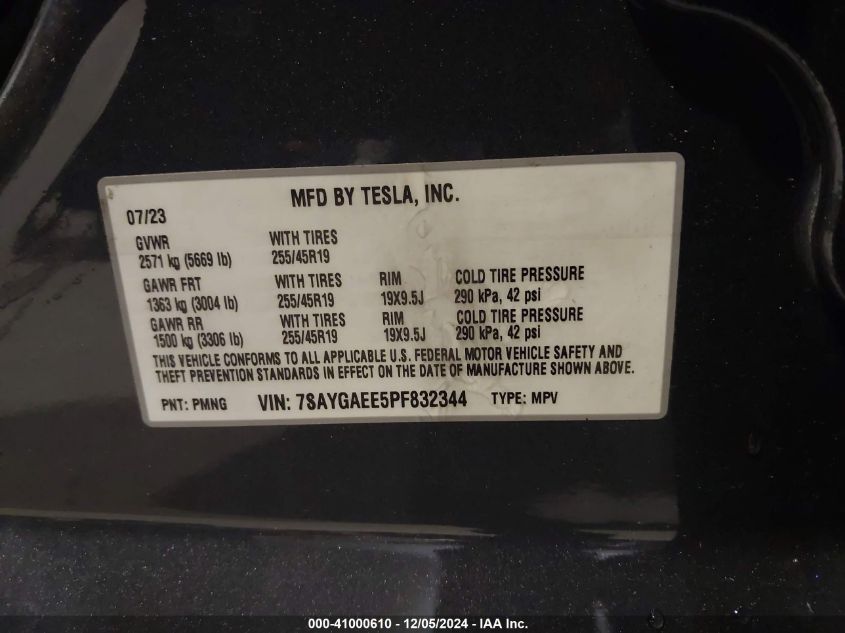 MFD BY TESLA, INC.
07/23
GVWR WITH TIRES
2571 kg (5669 lb) 255/45R19
GAWR FRT WITH TIRES RIM COLD TIRE PRESSURE
1363 kg (3004 lb) 255/45R19 19X9.5J 290 kPa, 42 psi
GAWR RR WITH TIRES RIM COLD TIRE PRESSURE
1500 kg (3306 lb) 255/45R19 19X9.5J 290 kPa, 42 psi
THIS VEHICLE CONFORMS TO ALL APPLICABLE U.S. FEDERAL MOTOR VEHICLE SAFETY AND
THEFT PREVENTION STANDARDS IN EFFECT ON THE DATE OF MANUFACTURE SHOWN ABOVE.
PNT: PMNG VIN: 7SAYGAEE5PF832344 TYPE: MPV
000-41000610 - 12/05/2024 - IAA Inc.